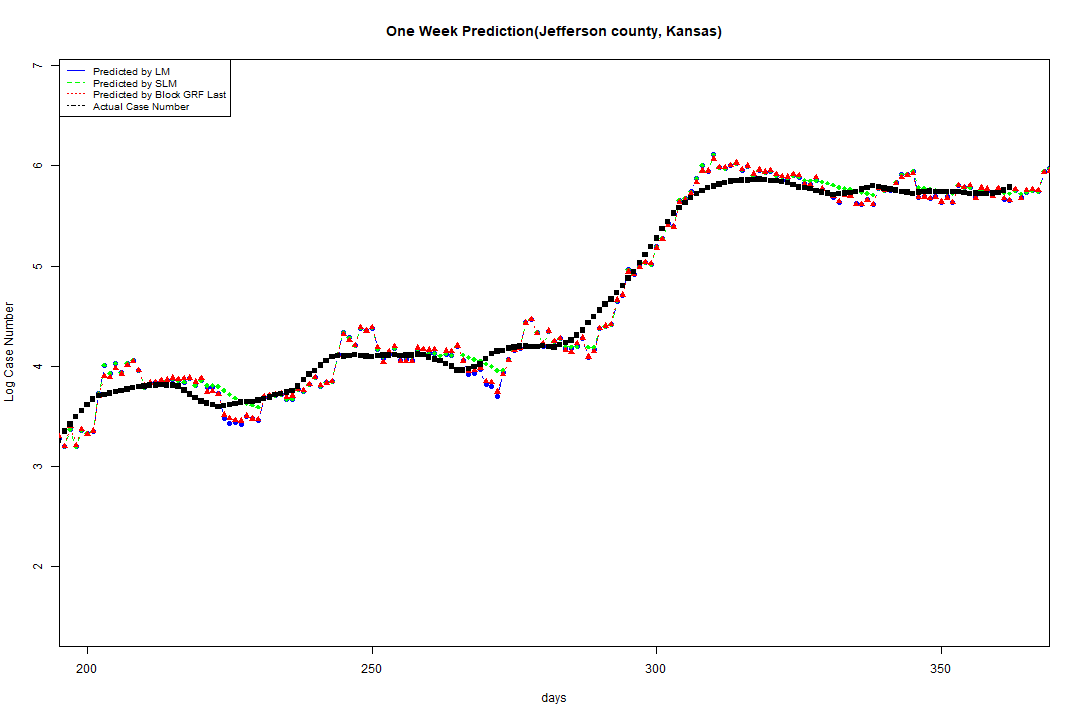 One Week Prediction(Jefferson county, Kansas)
Predicted by LM
Predicted by SLM
Predicted by Block GRF Last
Actual Case Number
7
6
5
4
3
2
Log Case Number
200
250
300
350
days